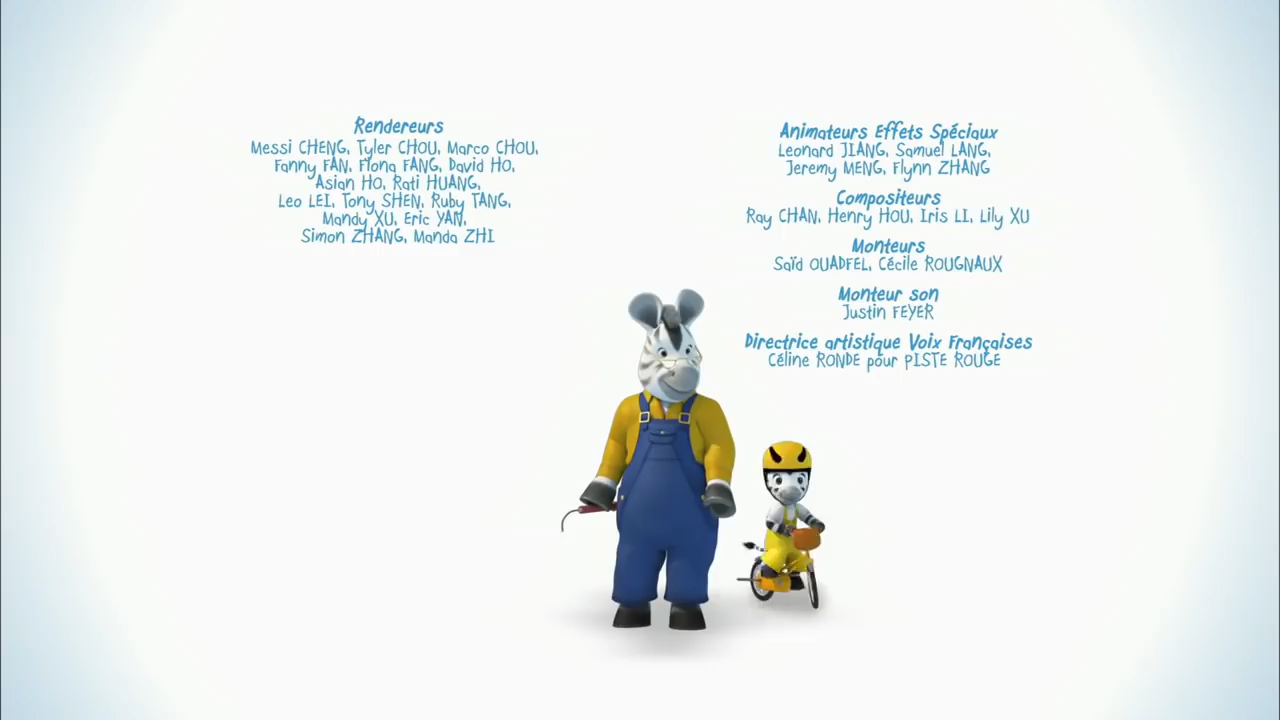 Rendereurs
Messi CHENG, Tyler CHOU, Marco CHOU,
Fanny FAN, Fiona FANG, David HO,
Asian HO, Rati HUANG,
Leo LEI, Tony SHEN, Ruby TANG,
Mandy XU, Eric YAN,
Simon ZHANG, Manda ZHI
Animateurs Effets Spéciaux
Leonard JIANG, Samuel LANG,
Jeremy MENG, Flynn ZHANG
Compositeurs
Ray CHAN, Henry HOU, Iris LI, Lily XU
Monteurs
Saïd OUADFEL, Cécile ROUGNAUX
Monteur son
Justin FEYER
Directrice artistique Voix Françaises
Céline RONDE pour PISTE ROUGE